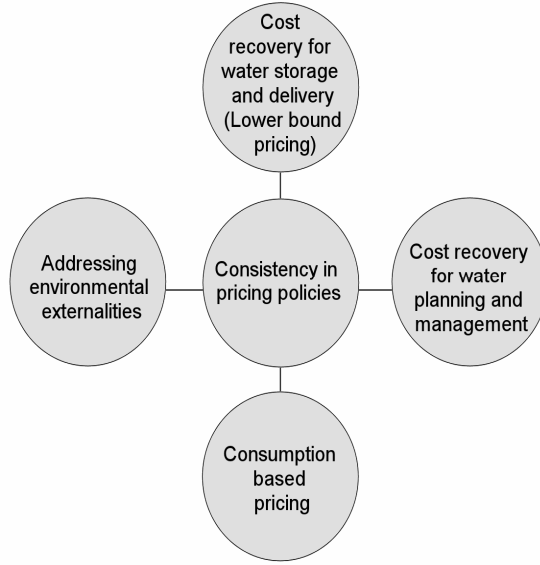 Cost
recovery for
water storage
and delivery
(Lower bound
pricing)
Addressing
environmental
externalities
Consistency in
pricing policies
Cost recovery
for water
planning and
management
Consumption
based
pricing